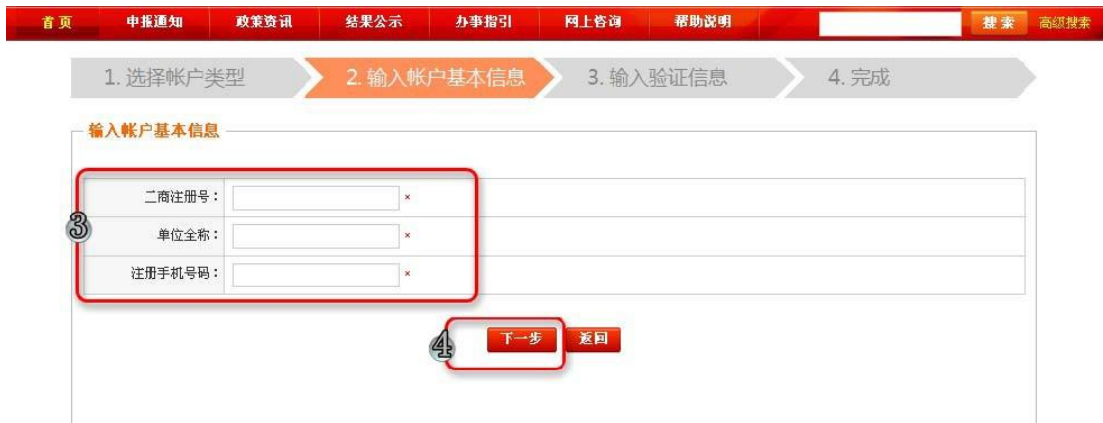 首页 申报通知 政策资讯 结果公示 办事指引 网上咨询 帮助说明 搜索 高级搜索
1. 选择帐户类型 2. 输入帐户基本信息 3. 输入验证信息 4. 完成
输入帐户基本信息
二商注册号： ×
③ 单位全称： ×
注册手机号码： ×
④ 下一步 返回